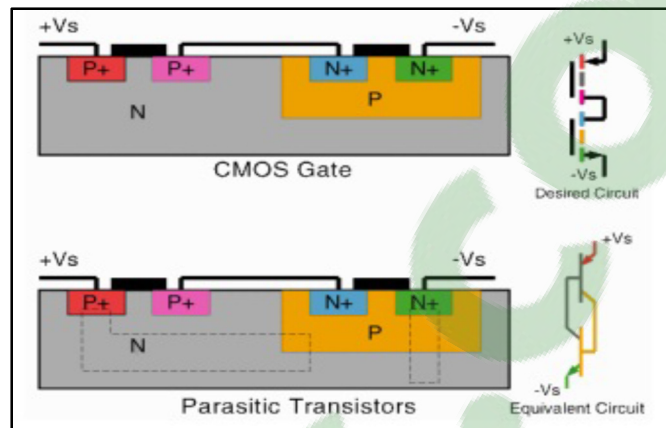 +Vs -Vs
P+ P+ N+ N+
N P
CMOS Gate
+Vs
-Vs
Desired Circuit
+Vs -Vs
P+ P+ N+ N+
N P
Parasitic Transistors
+Vs
-Vs
Equivalent Circuit